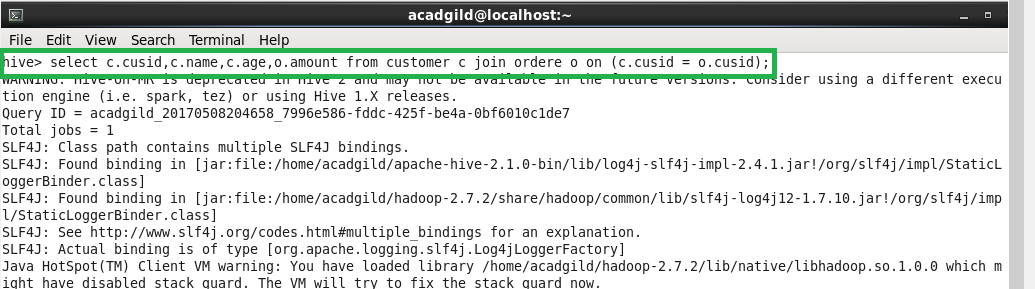 acadgild@localhost:~
File Edit View Search Terminal Help
hive> select c.cusid,c.name,c.age,o.amount from customer c join ordere o on (c.cusid = o.cusid);
WARNING: Hive-on-MR is deprecated in Hive 2 and may not be available in the future versions. Consider using a different execu
tion engine (i.e. spark, tez) or using Hive 1.X releases.
Query ID = acadgild_20170508204658_7996e586-fddc-425f-be4a-0bf6010c1de7
Total jobs = 1
SLF4J: Class path contains multiple SLF4J bindings.
SLF4J: Found binding in [jar:file:/home/acadgild/apache-hive-2.1.0-bin/lib/log4j-slf4j-impl-2.4.1.jar!/org/slf4j/impl/StaticL
oggerBinder.class]
SLF4J: Found binding in [jar:file:/home/acadgild/hadoop-2.7.2/share/hadoop/common/lib/slf4j-log4j12-1.7.10.jar!/org/slf4j/imp
l/StaticLoggerBinder.class]
SLF4J: See http://www.slf4j.org/codes.html#multiple_bindings for an explanation.
SLF4J: Actual binding is of type [org.apache.logging.slf4j.Log4jLoggerFactory]
Java HotSpot(TM) Client VM warning: You have loaded library /home/acadgild/hadoop-2.7.2/lib/native/libhadoop.so.1.0.0 which m
ight have disabled stack guard. The VM will try to fix the stack guard now.